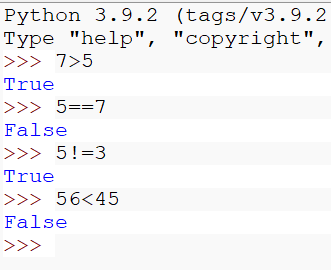 Python 3.9.2 (tags/v3.9.2
Type "help", "copyright",
>>> 7>5
True
>>> 5==7
False
>>> 5!=3
True
>>> 56<45
False
>>>